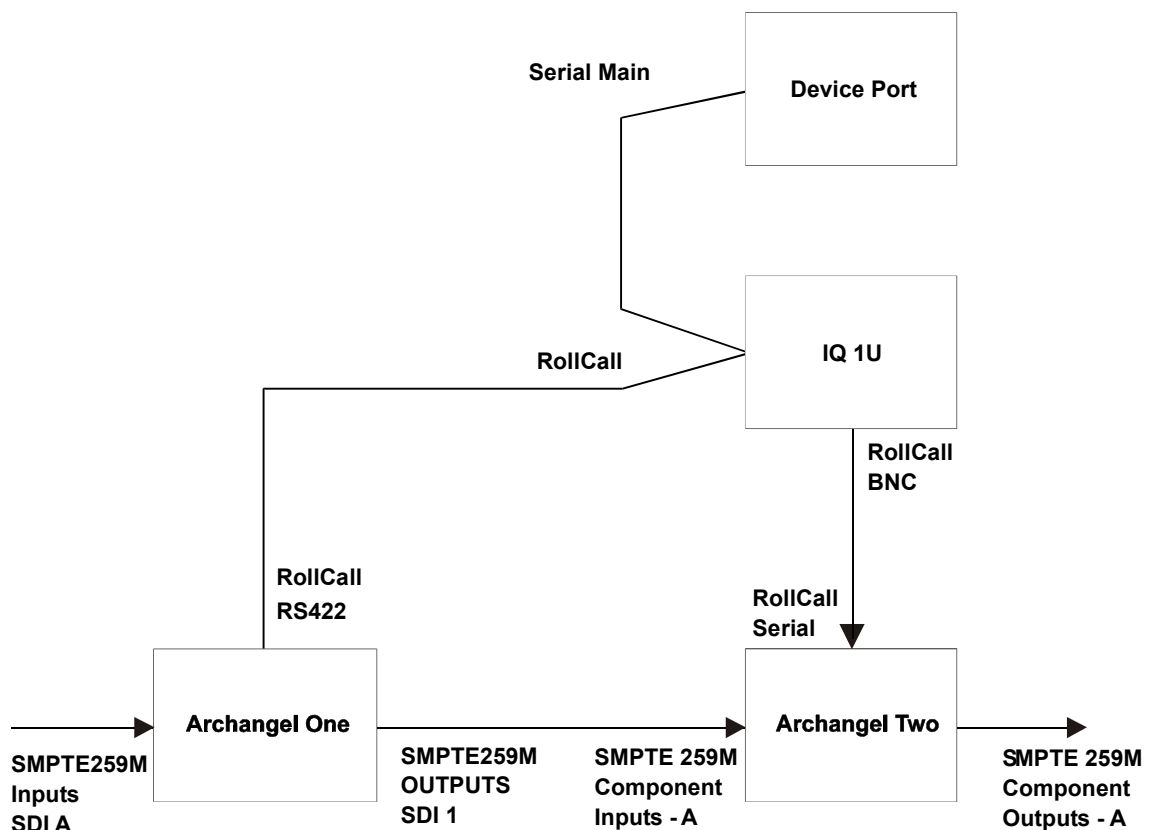 Serial Main
Device Port
IQ 1U
RollCall
RollCall
BNC
RollCall
RS422
RollCall
Serial
Archangel One
Archangel Two
SMPTE259M
Inputs
SDI A
SMPTE259M
OUTPUTS
SDI 1
SMPTE 259M
Component
Inputs - A
SMPTE 259M
Component
Outputs - A